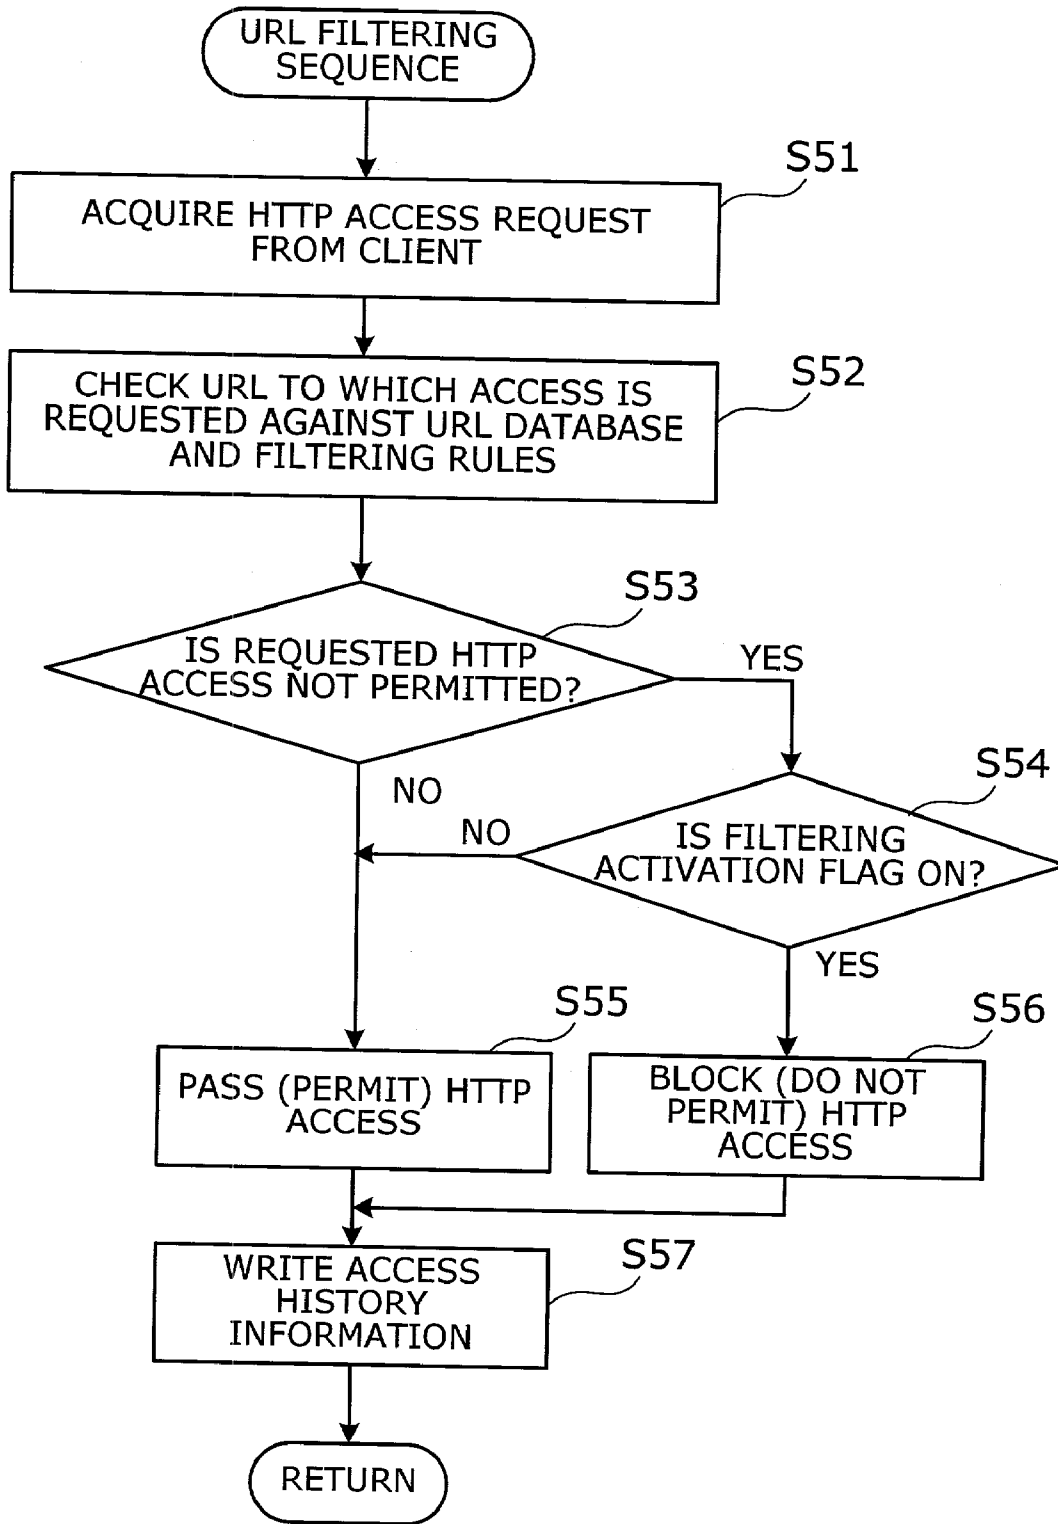 URL FILTERING
SEQUENCE
S51
ACQUIRE HTTP ACCESS REQUEST
FROM CLIENT
S52
CHECK URL TO WHICH ACCESS IS
REQUESTED AGAINST URL DATABASE
AND FILTERING RULES
S53
IS REQUESTED HTTP
ACCESS NOT PERMITTED?
YES
NO
S54
IS FILTERING
ACTIVATION FLAG ON?
NO
YES
S55
PASS (PERMIT) HTTP
ACCESS
S56
BLOCK (DO NOT
PERMIT) HTTP
ACCESS
S57
WRITE ACCESS
HISTORY
INFORMATION
RETURN